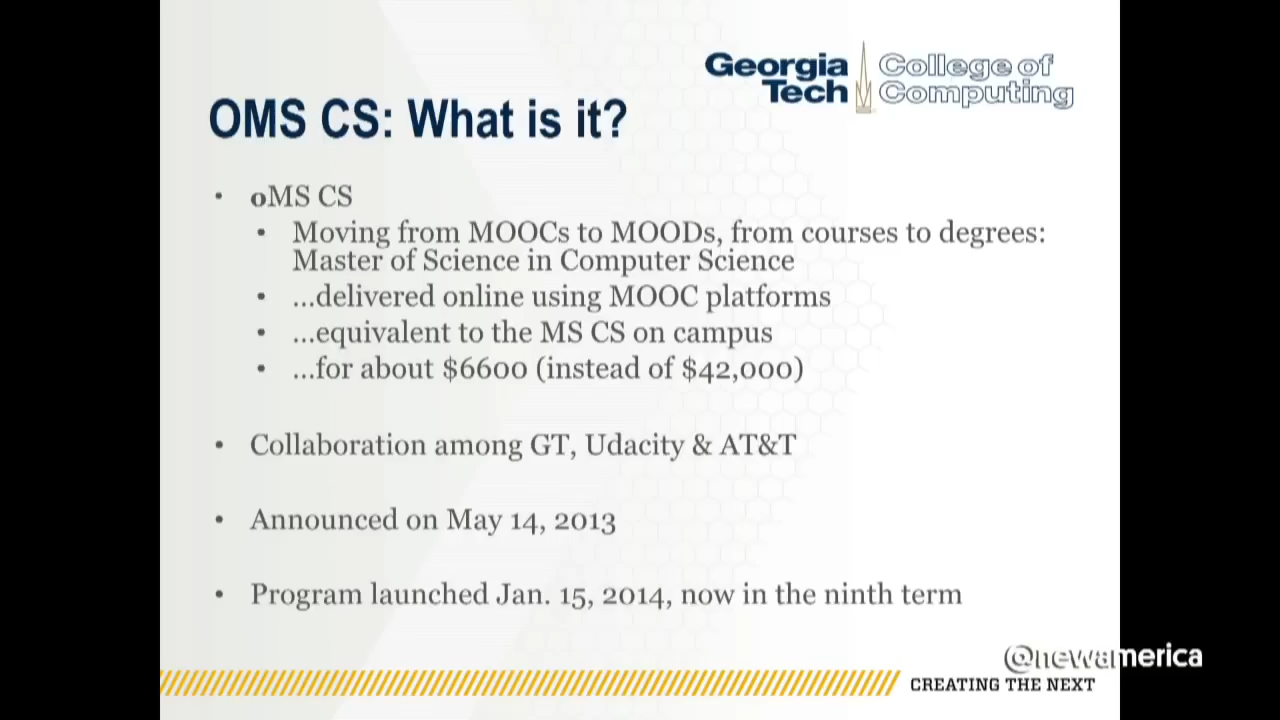 Georgia Tech
College of Computing
OMS CS: What is it?
• oMS CS
• Moving from MOOCs to MOODs, from courses to degrees:
Master of Science in Computer Science
• ...delivered online using MOOC platforms
• ...equivalent to the MS CS on campus
• ...for about $6600 (instead of $42,000)
• Collaboration among GT, Udacity & AT&T
• Announced on May 14, 2013
• Program launched Jan. 15, 2014, now in the ninth term
@newamerica
CREATING THE NEXT